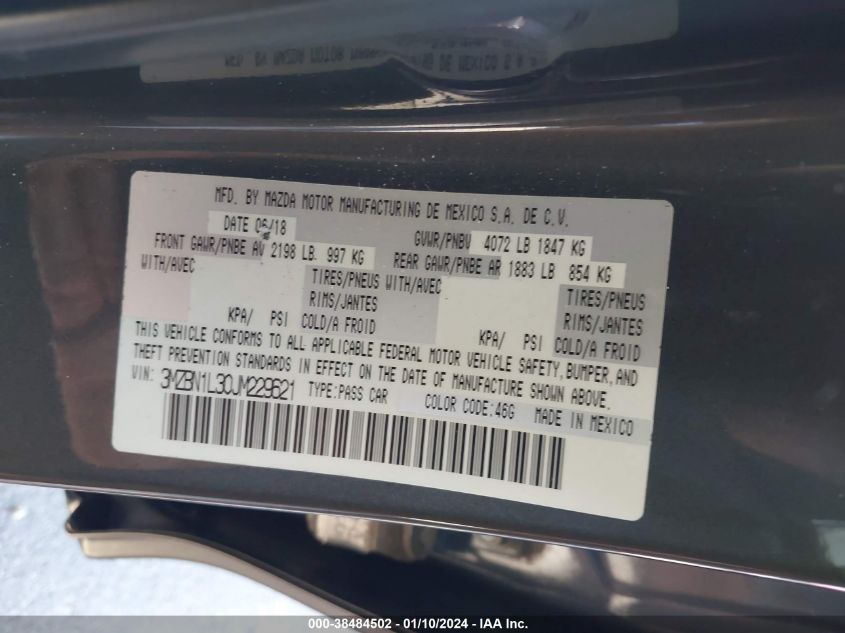 MFD. BY MAZDA MOTOR MANUFACTURING DE MEXICO S.A. DE C.V.
DATE 06/18
GVWR/PNBV 4072 LB 1847 KG
FRONT GAWR/PNBE AV 2198 LB. 997 KG
REAR GAWR/PNBE AR 1883 LB 854 KG
WITH/AVEC
TIRES/PNEUS WITH/AVEC
TIRES/PNEUS
RIMS/JANTES
RIMS/JANTES
KPA/ PSI COLD/A FROID
KPA/ PSI COLD/A FROID
THIS VEHICLE CONFORMS TO ALL APPLICABLE FEDERAL MOTOR VEHICLE SAFETY, BUMPER, AND
THEFT PREVENTION STANDARDS IN EFFECT ON THE DATE OF MANUFACTURE SHOWN ABOVE.
VIN: 3MZBN1L30JM229621 TYPE:PASS CAR COLOR CODE:46G MADE IN MEXICO
000-38484502 — 01/10/2024 — IAA Inc.